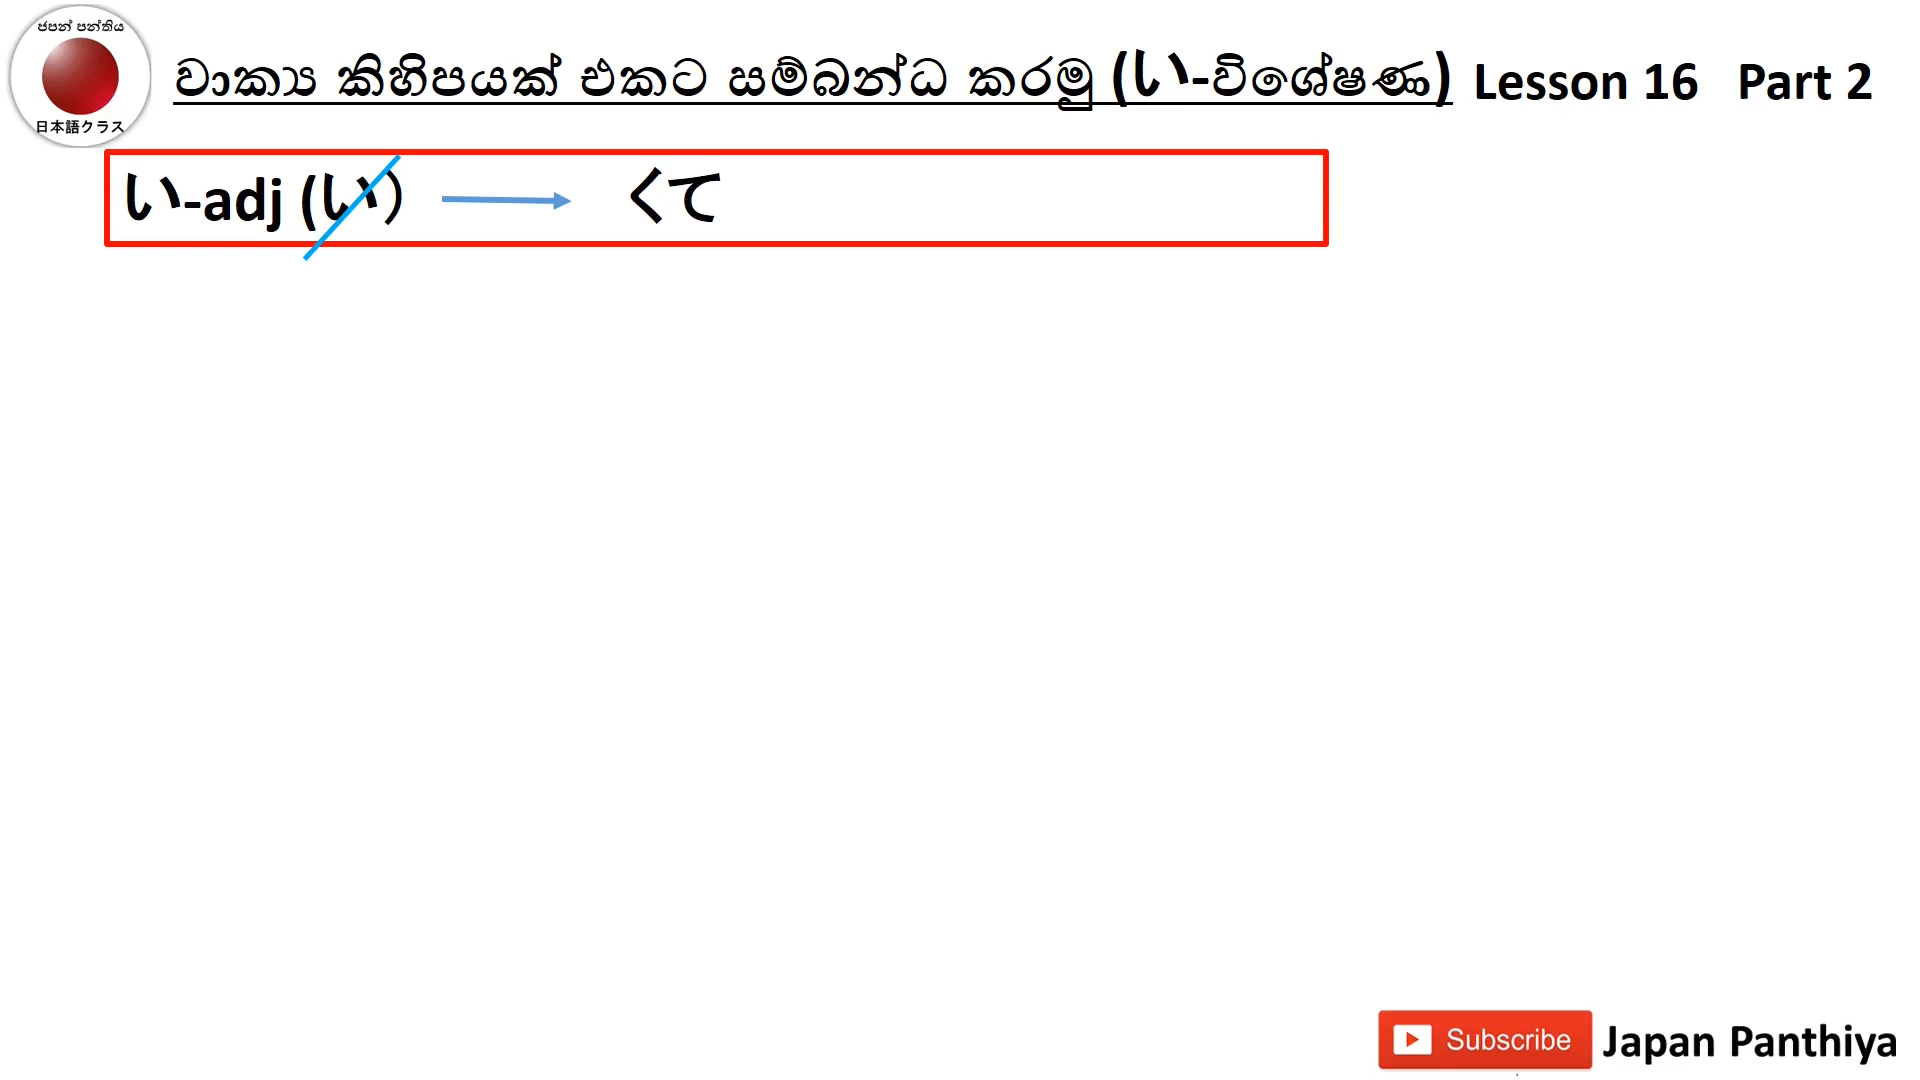 ජපන් පන්තිය
日本語クラス
වාක්‍ය කිහිපයක් එකට සම්බන්ධ කරමු (い-විශේෂණ) Lesson 16 Part 2
い-adj (い) くて
Subscribe Japan Panthiya